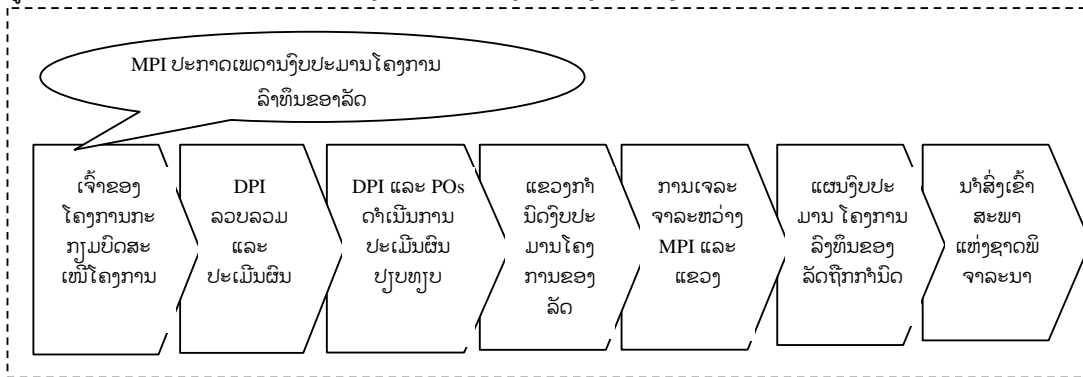 MPI ປະກາດເພດານງົບປະມານໂຄງການ
ລົາທຶນຂອາລັດ
ເຈົ້າຂອງ
ໂຄງການກະ
ກຽມບົດສະ
ເໜີໂຄງການ
DPI
ລວບລວມ
ແລະ
ປະເມີນຜົນ
DPI ແລະ POs
ດຳເນີນການ
ປະເມີນຜົນ
ປຽບທຽບ
ແຂວງກຳ
ນົດງົບປະ
ມານໂຄງ
ການຂອງ
ລັດ
ການເຈລະ
ຈາລະຫວ່າງ
MPI ແລະ
ແຂວງ
ແຜນງົບປະ
ມານ ໂຄງການ
ລົງທຶນຂອງ
ລັດຖືກກຳນົດ
ນຳສົ່ງເຂົ້າ
ສະພາ
ແຫ່ງຊາດພິ
ຈາລະນາ